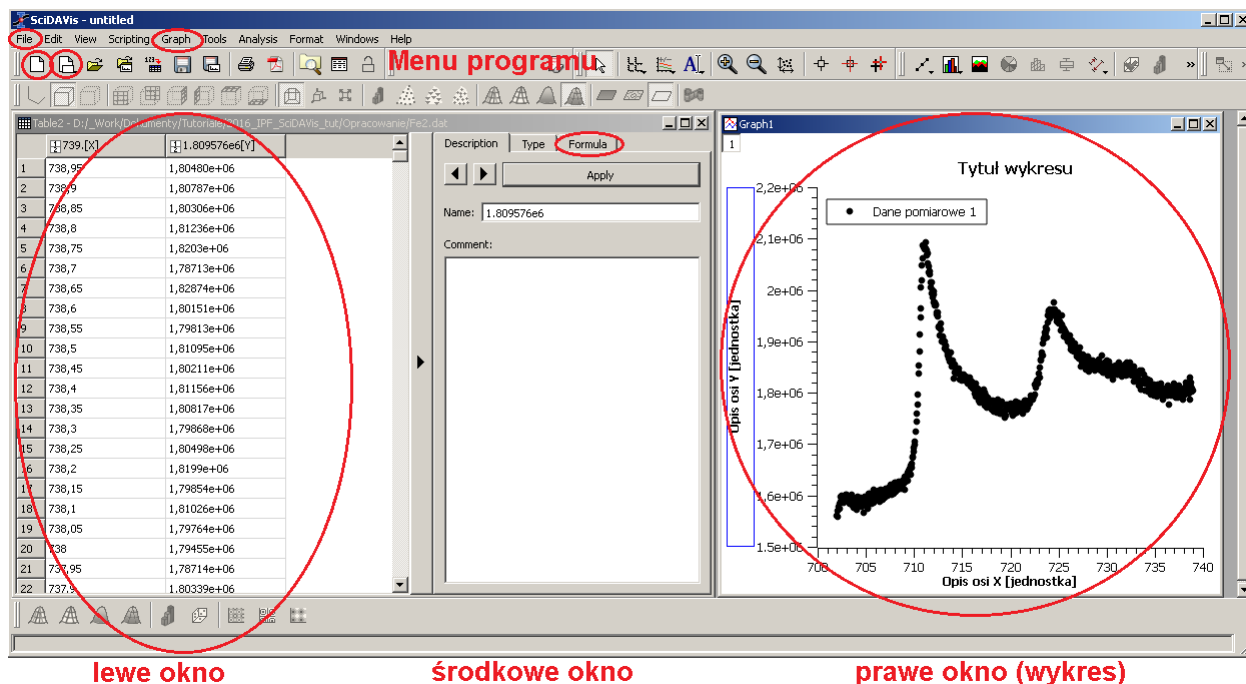 SciDAVis - untitled
File Edit View Scripting Graph Tools Analysis Format Windows Help
Menu programu
Table2 - D:/_Work/Dokumenty/Tutoriale/2016_IPF_SciDAVis_tut/Opracowanie/Fe2.dat
739.[X] 1.809576e6[Y]
1 738,95 1,80480e+06
2 738,9 1,80787e+06
3 738,85 1,80306e+06
4 738,8 1,81236e+06
5 738,75 1,8203e+06
6 738,7 1,78713e+06
7 738,65 1,82874e+06
8 738,6 1,80151e+06
9 738,55 1,79813e+06
10 738,5 1,81095e+06
11 738,45 1,80211e+06
12 738,4 1,81156e+06
13 738,35 1,80817e+06
14 738,3 1,79868e+06
15 738,25 1,80498e+06
16 738,2 1,8199e+06
17 738,15 1,79854e+06
18 738,1 1,81026e+06
19 738,05 1,79764e+06
20 738 1,79455e+06
21 737,95 1,78714e+06
22 737,9 1,80339e+06
Description Type Formula
Apply
Name: 1.809576e6
Comment:
Graph1
1
Tytuł wykresu
Dane pomiarowe 1
Opis osi Y [jednostka]
2,2e+06
2,1e+06
2e+06
1,9e+06
1,8e+06
1,7e+06
1,6e+06
1,5e+06
700 705 710 715 720 725 730 735 740
Opis osi X [jednostka]
lewe okno środkowe okno prawe okno (wykres)